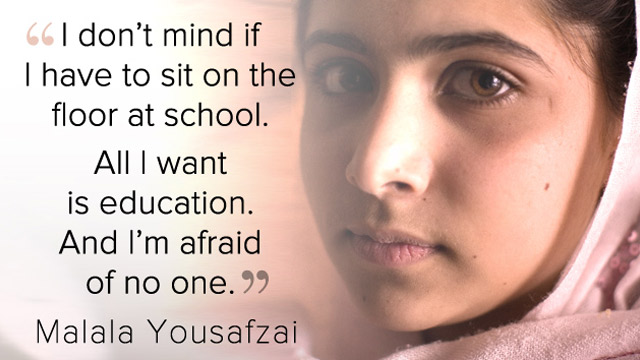 “I don’t mind if
I have to sit on the
floor at school.
All I want
is education.
And I’m afraid
of no one.”
Malala Yousafzai